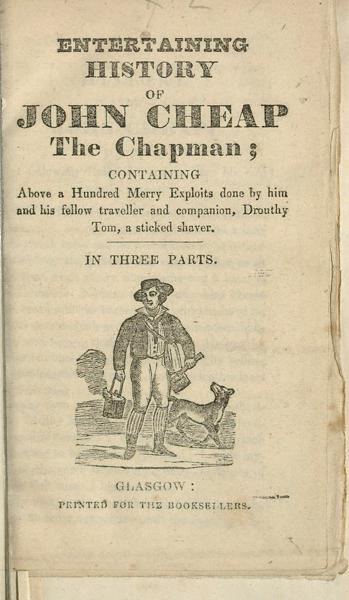 ENTERTAINING
HISTORY
OF
JOHN CHEAP
The Chapman;
CONTAINING
Above a Hundred Merry Exploits done by him
and his fellow traveller and companion, Drouthy
Tom, a sticked shaver.
IN THREE PARTS.
GLASGOW:
PRINTED FOR THE BOOKSELLERS.